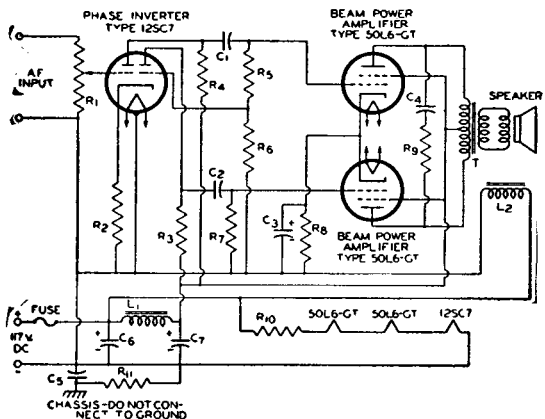 PHASE INVERTER
TYPE 12SC7
BEAM POWER
AMPLIFIER
TYPE 50L6-GT
AF
INPUT
R1
C1
R4
R5
C4
SPEAKER
R6
R9
T
C2
L2
R2
R3
R7
C3
+
-
R8
BEAM POWER
AMPLIFIER
TYPE 50L6-GT
+
FUSE
L1
R10
50L6-GT
50L6-GT
12SC7
117 V.
DC
+
-
C6
+
-
C7
-
C5
R11
CHASSIS-DO NOT CON-
NECT TO GROUND